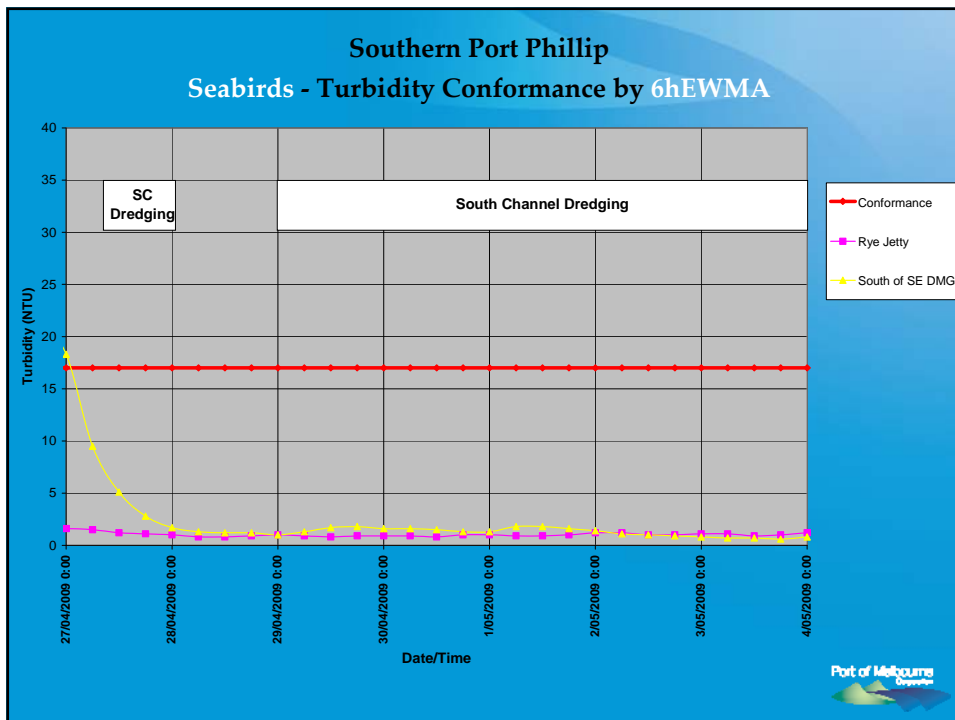 Southern Port Phillip
Seabirds - Turbidity Conformance by 6hEWMA
40
35
30
25
20
15
10
5
0
Turbidity (NTU)
SC
Dredging
South Channel Dredging
Conformance
Rye Jetty
South of SE DMG
27/04/2009 0:00
28/04/2009 0:00
29/04/2009 0:00
30/04/2009 0:00
1/05/2009 0:00
2/05/2009 0:00
3/05/2009 0:00
4/05/2009 0:00
Date/Time
Port of Melbourne
Corporation